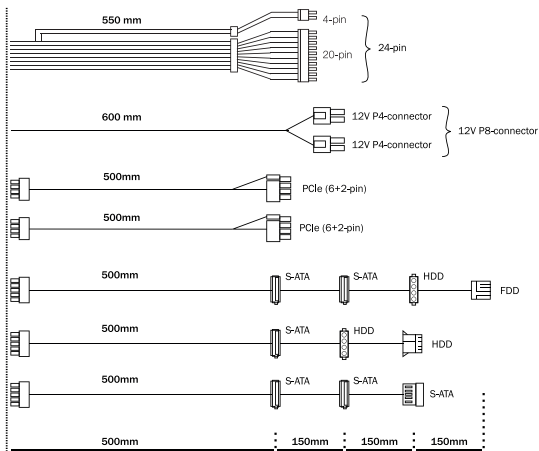 550 mm
4-pin
20-pin
24-pin
600 mm
12V P4-connector
12V P4-connector
12V P8-connector
500mm
PCIe (6+2-pin)
500mm
PCIe (6+2-pin)
500mm
S-ATA
S-ATA
HDD
FDD
500mm
S-ATA
HDD
HDD
500mm
S-ATA
S-ATA
S-ATA
500mm
150mm
150mm
150mm